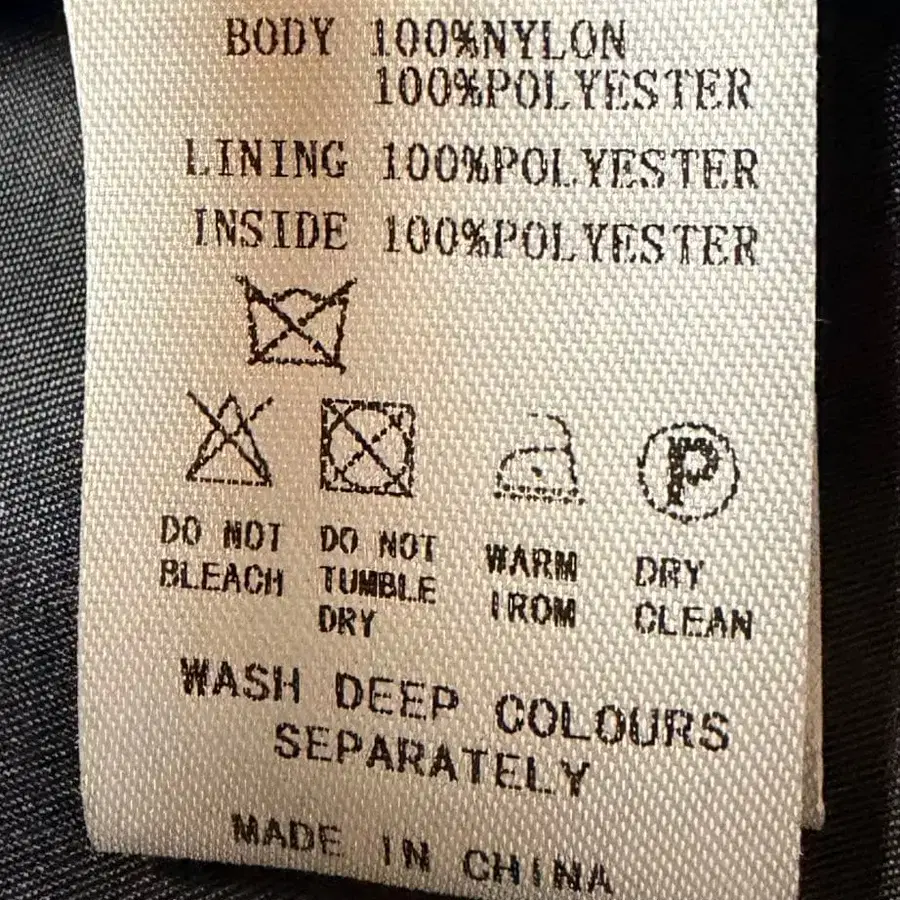 BODY 100%NYLON
100%POLYESTER
LINING 100%POLYESTER
INSIDE 100%POLYESTER
P
DO NOT BLEACH
DO NOT TUMBLE DRY
WARM IROM
DRY CLEAN
WASH DEEP COLOURS
SEPARATELY
MADE IN CHINA